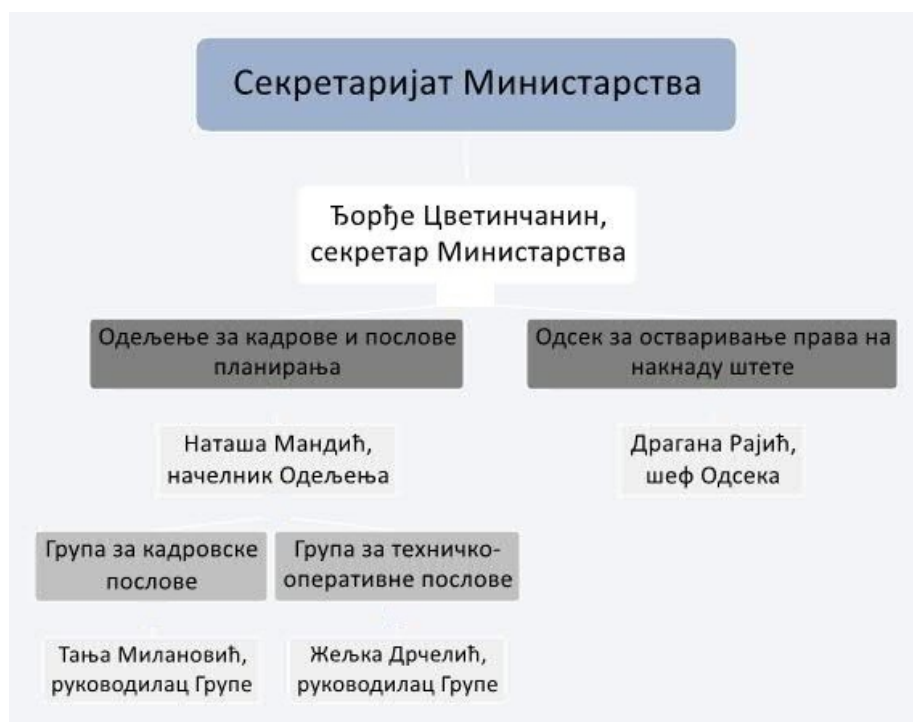 Секретаријат Министарства
Ђорђе Цветинчанин,
секретар Министарства
Одељење за кадрове и послове
планирања
Одсек за остваривање права на
накнаду штете
Наташа Мандић,
начелник Одељења
Драгана Рајић,
шеф Одсека
Група за кадровске
послове
Група за техничко-
оперативне послове
Тања Милановић,
руководилац Групе
Жељка Дрчелић,
руководилац Групе